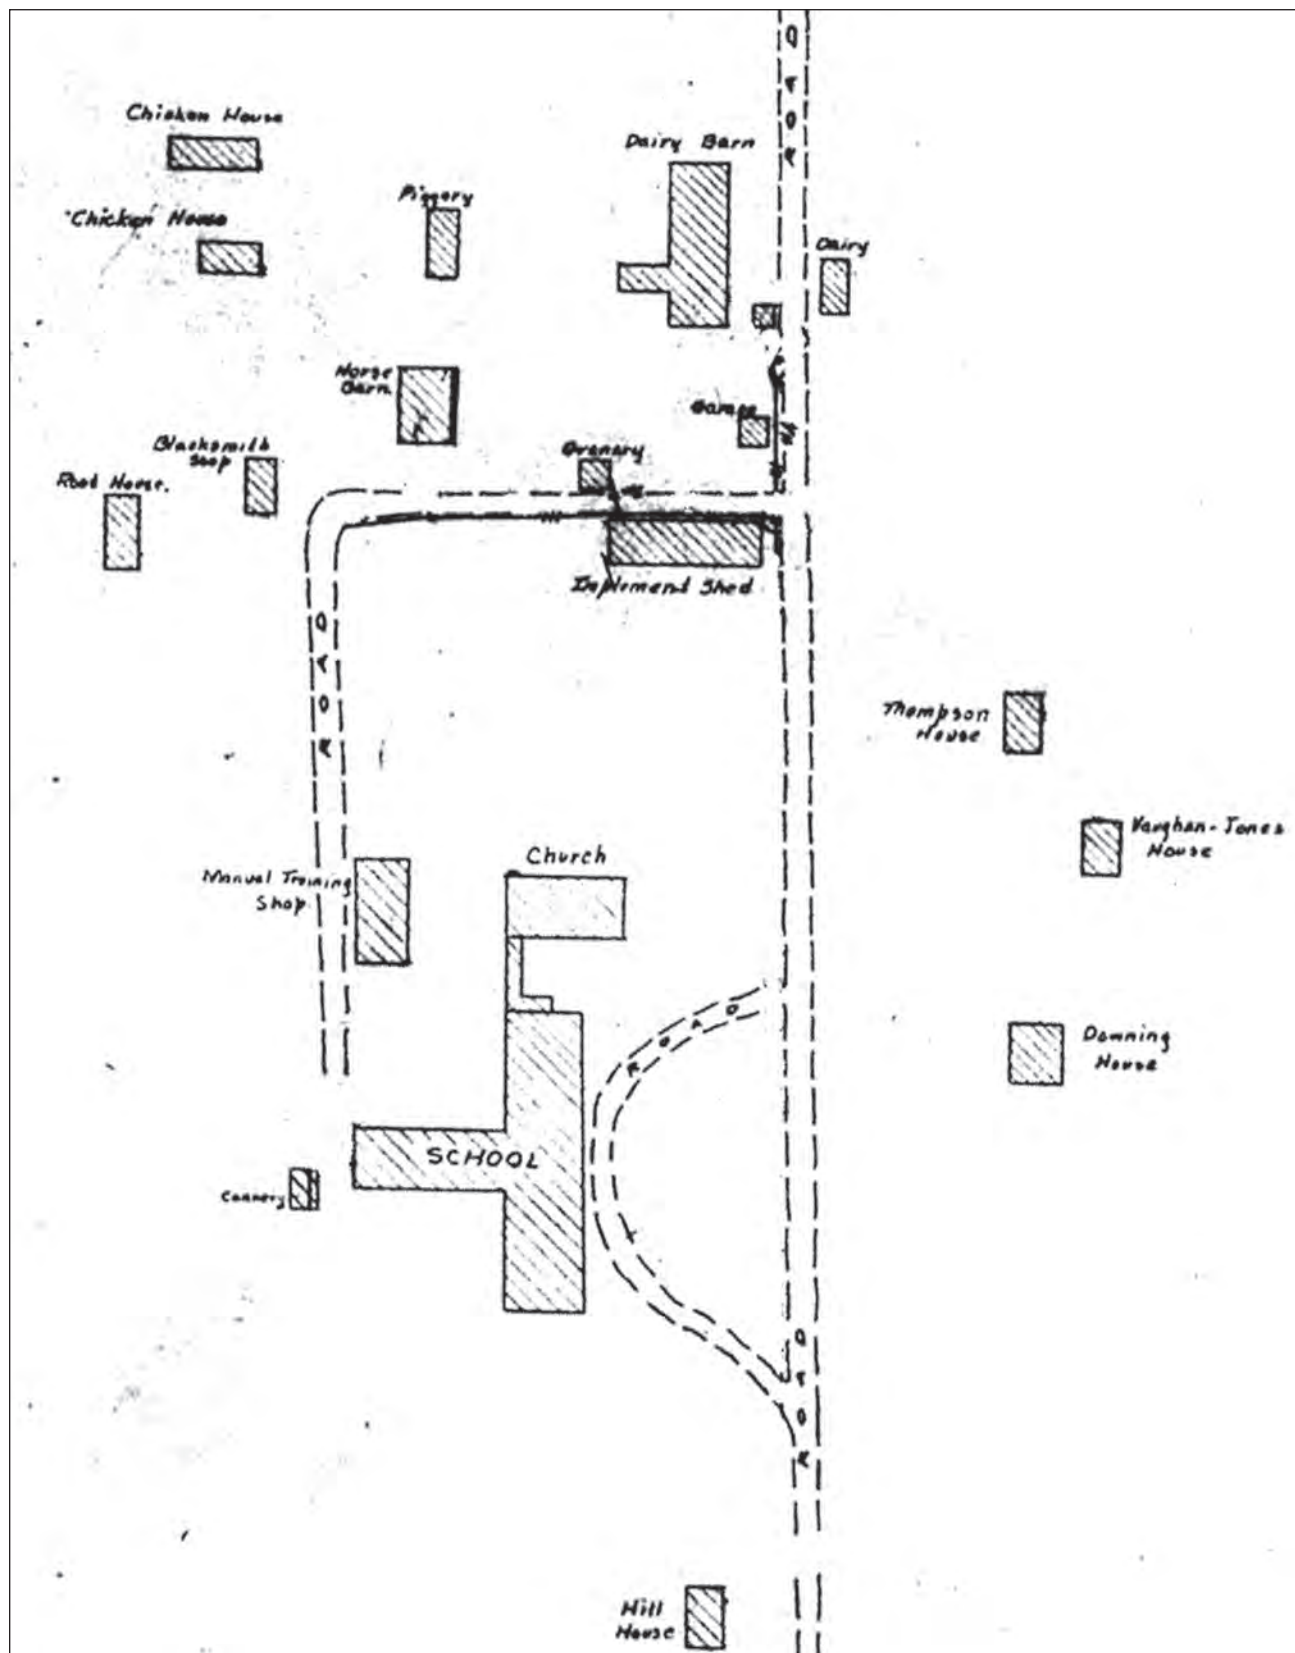 ROAD
Chicken House
Dairy Barn
Piggery
Chicken House
Dairy
Horse
Barn.
Garage
Blacksmith
Shop
Granary
Root House.
Implement Shed
ROAD
Thompson
House
Vaughan-Jones
House
Church
Manual Training
Shop
ROAD
Downing
House
SCHOOL
Cannery
ROAD
Hill
House